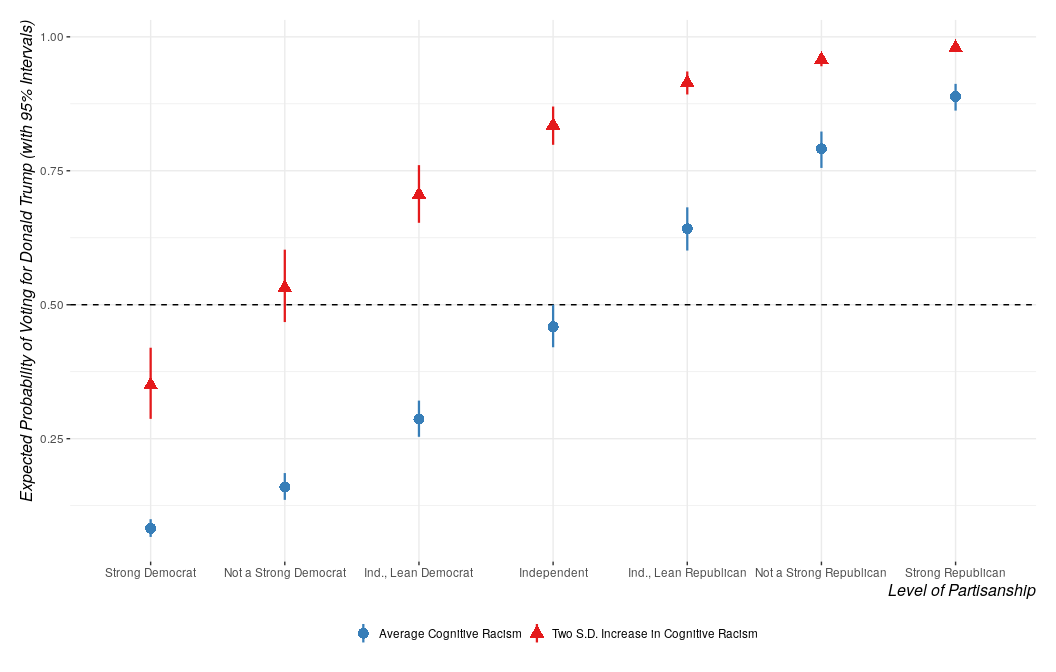 Expected Probability of Voting for Donald Trump (with 95% Intervals)
1.00
0.75
0.50
0.25
Strong Democrat
Not a Strong Democrat
Ind., Lean Democrat
Independent
Ind., Lean Republican
Not a Strong Republican
Strong Republican
Level of Partisanship
Average Cognitive Racism
Two S.D. Increase in Cognitive Racism